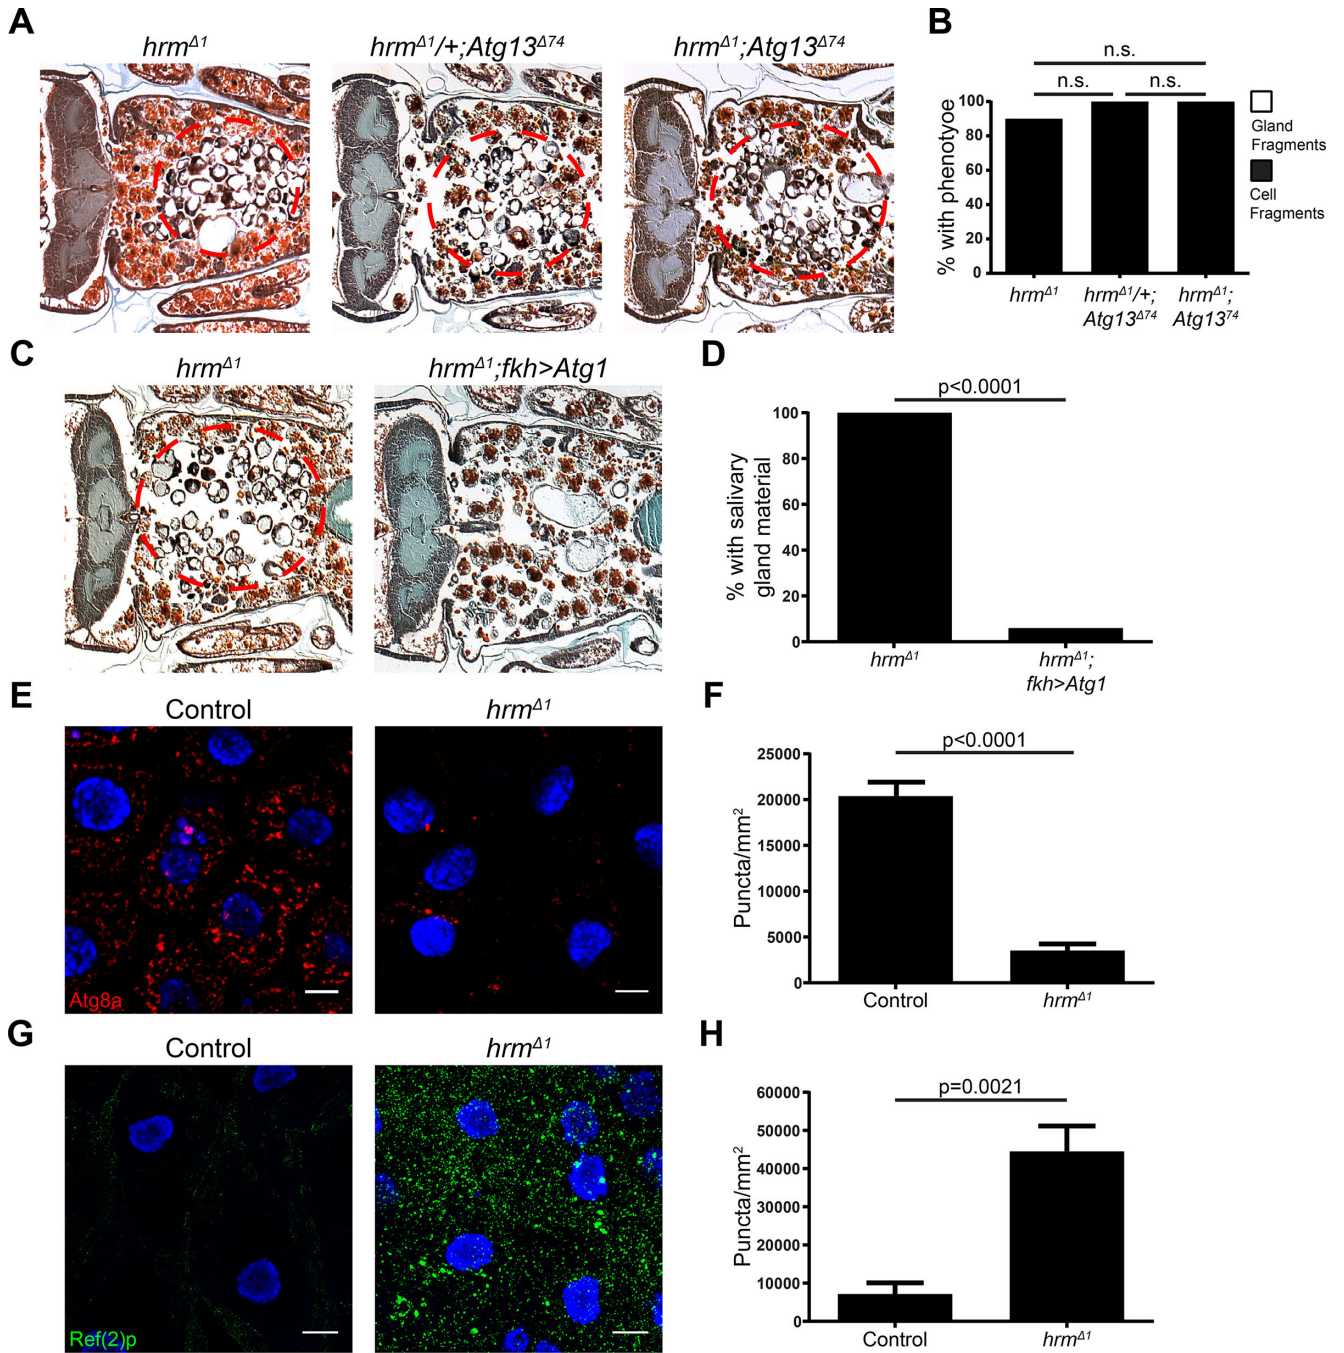 A
hrmΔ1
hrmΔ1/+;Atg13Δ74
hrmΔ1;Atg13Δ74
B
n.s.
n.s.
n.s.
% with phenotyoe
100
80
60
40
20
0
hrmΔ1
hrmΔ1/+;
Atg13Δ74
hrmΔ1;
Atg1374
Gland
Fragments
Cell
Fragments
C
hrmΔ1
hrmΔ1;fkh>Atg1
D
p<0.0001
% with salivary
gland material
100
80
60
40
20
0
hrmΔ1
hrmΔ1;
fkh>Atg1
E
Control
hrmΔ1
Atg8a
F
p<0.0001
Puncta/mm2
25000
20000
15000
10000
5000
0
Control
hrmΔ1
G
Control
hrmΔ1
Ref(2)p
H
p=0.0021
Puncta/mm2
60000
50000
40000
30000
20000
10000
0
Control
hrmΔ1